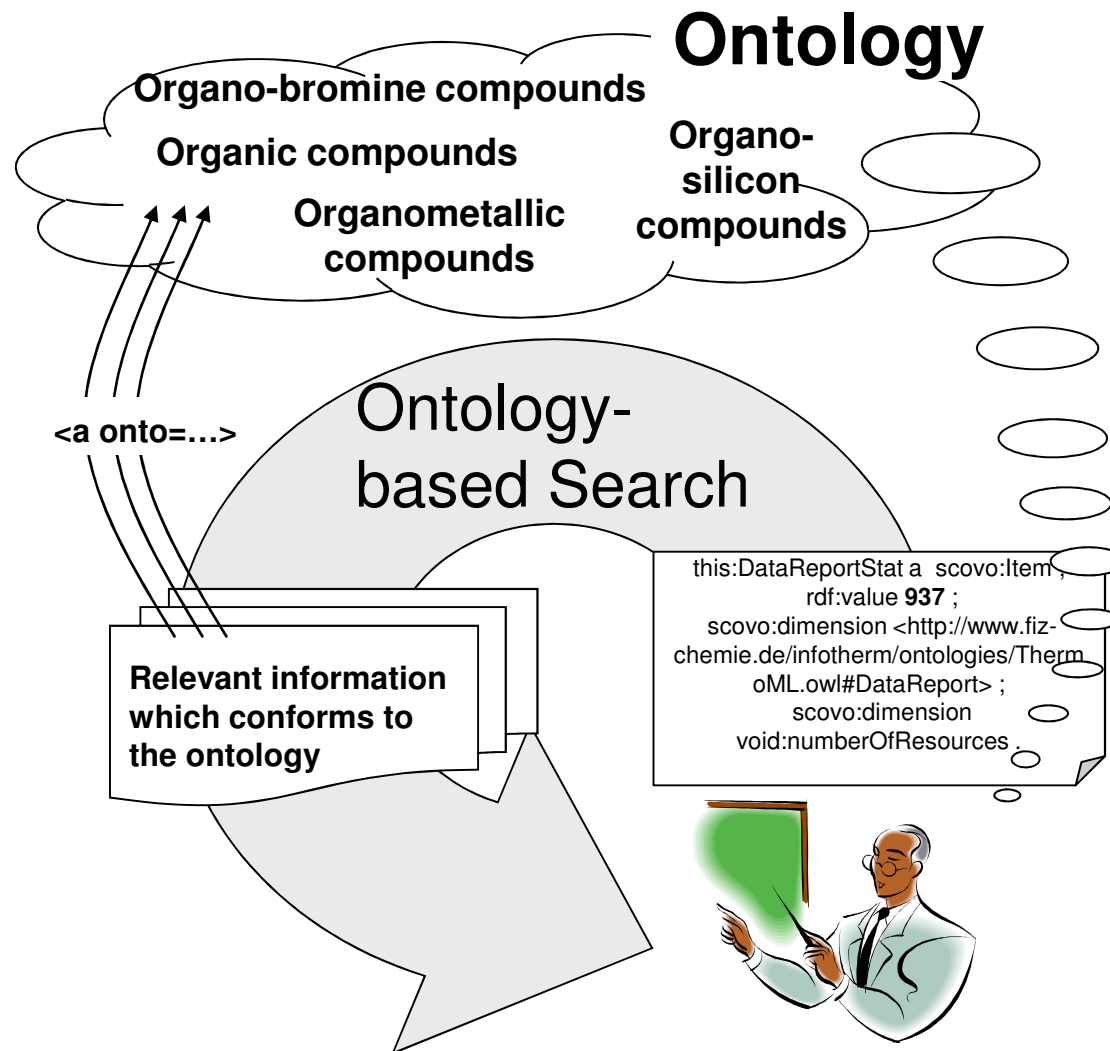 Ontology
Organo-bromine compounds
Organic compounds
Organo-
silicon
compounds
Organometallic
compounds
<a onto=…>
Ontology-
based Search
Relevant information
which conforms to
the ontology
this:DataReportStat a  scovo:Item ;
rdf:value 937 ;
scovo:dimension <http://www.fiz-
chemie.de/infotherm/ontologies/Therm
oML.owl#DataReport> ;
scovo:dimension
void:numberOfResources .